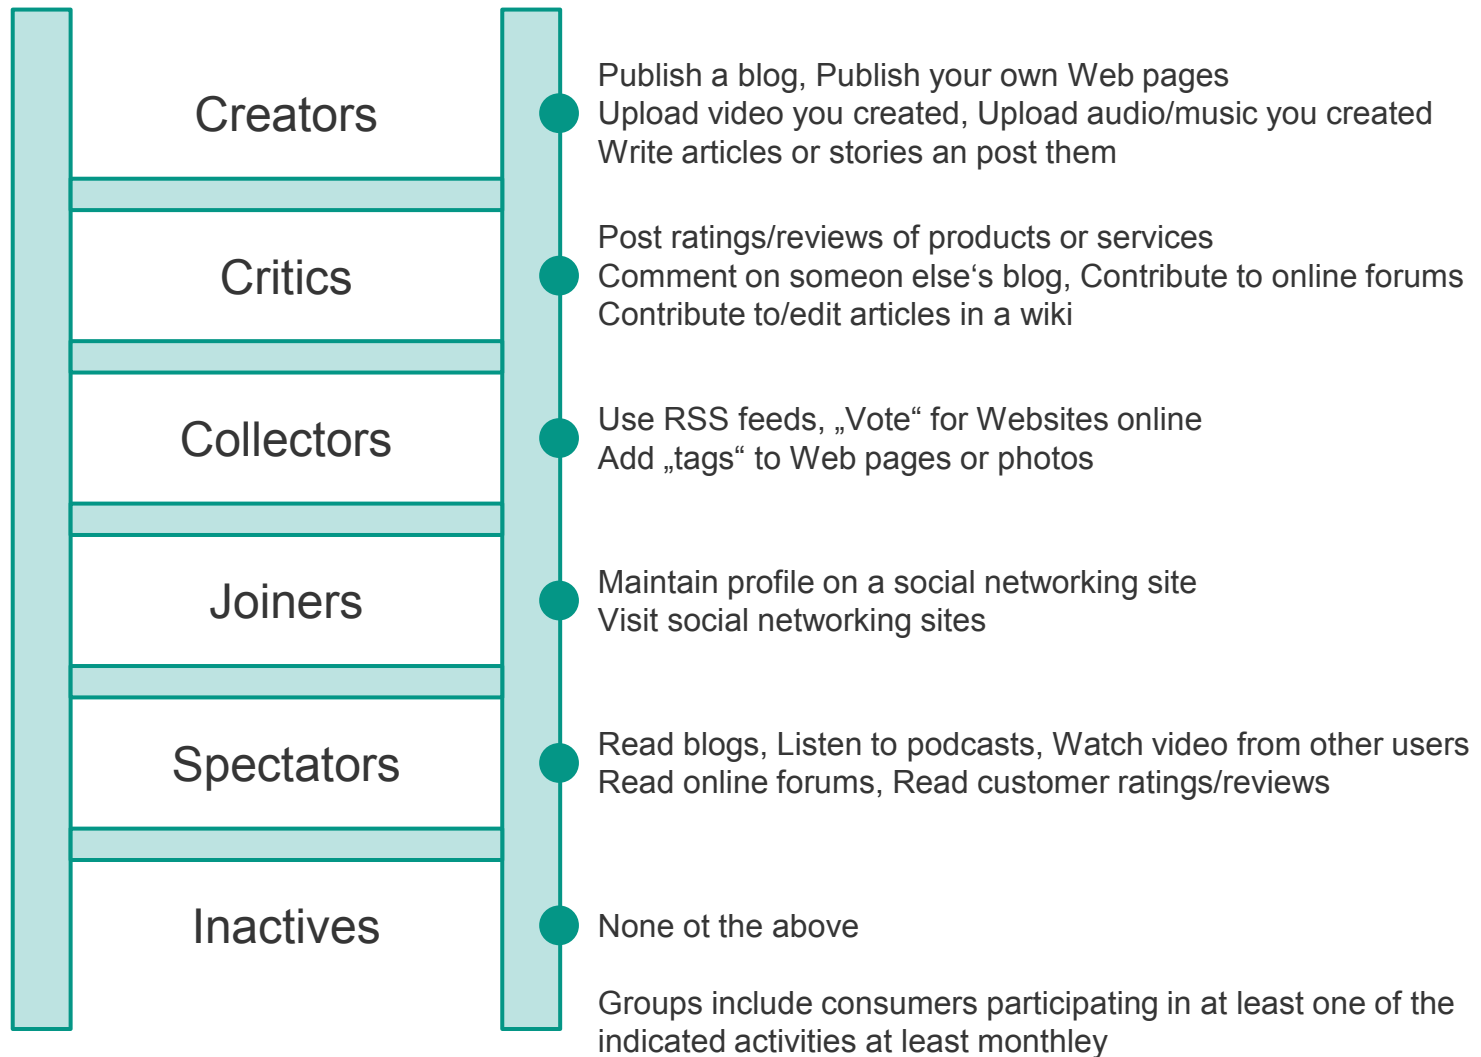 Creators
Publish a blog, Publish your own Web pages
Upload video you created, Upload audio/music you created
Write articles or stories an post them
Critics
Post ratings/reviews of products or services
Comment on someon else‘s blog, Contribute to online forums
Contribute to/edit articles in a wiki
Collectors
Use RSS feeds, „Vote“ for Websites online
Add „tags“ to Web pages or photos
Joiners
Maintain profile on a social networking site
Visit social networking sites
Spectators
Read blogs, Listen to podcasts, Watch video from other users
Read online forums, Read customer ratings/reviews
Inactives
None ot the above
Groups include consumers participating in at least one of the
indicated activities at least monthley